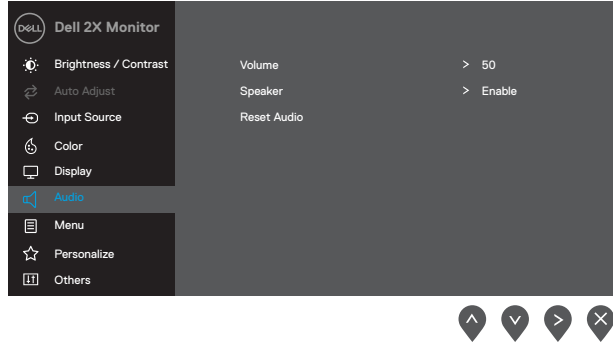 DELL Dell 2X Monitor
Brightness / Contrast
Volume > 50
Auto Adjust
Speaker > Enable
Input Source
Reset Audio
Color
Display
Audio
Menu
Personalize
Others